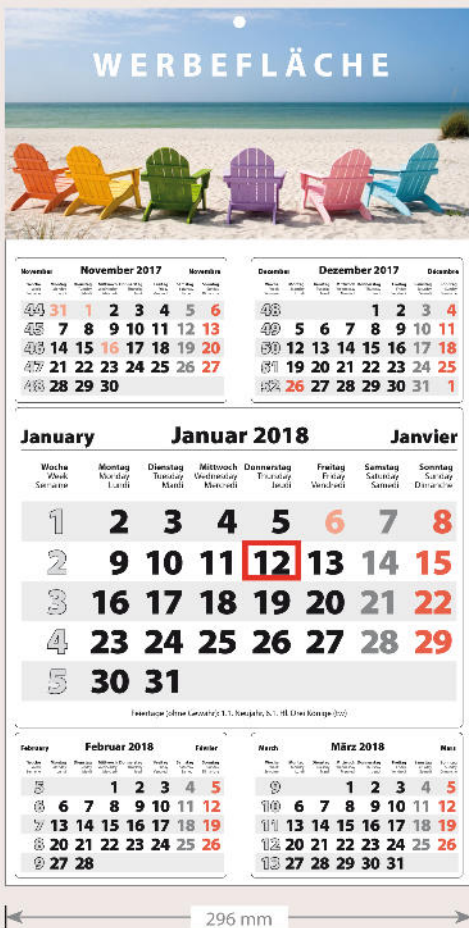 WERBEFLÄCHE
November November 2017 Novembre
44 31 1 2 3 4 5 6
45 7 8 9 10 11 12 13
46 14 15 16 17 18 19 20
47 21 22 23 24 25 26 27
48 28 29 30
December Dezember 2017 Décembre
48 1 2 3 4
49 5 6 7 8 9 10 11
50 12 13 14 15 16 17 18
51 19 20 21 22 23 24 25
52 26 27 28 29 30 31 1
January Januar 2018 Janvier
Woche Montag Dienstag Mittwoch Donnerstag Freitag Samstag Sonntag
Week Monday Tuesday Wednesday Thursday Friday Saturday Sunday
Semaine Lundi Mardi Mercredi Jeudi Vendredi Samedi Dimanche
1 2 3 4 5 6 7 8
2 9 10 11 12 13 14 15
3 16 17 18 19 20 21 22
4 23 24 25 26 27 28 29
5 30 31
Feiertage (ohne Gewähr): 1.1. Neujahr, 6.1. Hl. Drei Könige
February Februar 2018 Février
5 1 2 3 4 5
6 6 7 8 9 10 11 12
7 13 14 15 16 17 18 19
8 20 21 22 23 24 25 26
9 27 28
March März 2018 Mars
9 1 2 3 4 5
10 6 7 8 9 10 11 12
11 13 14 15 16 17 18 19
12 20 21 22 23 24 25 26
13 27 28 29 30 31
296 mm